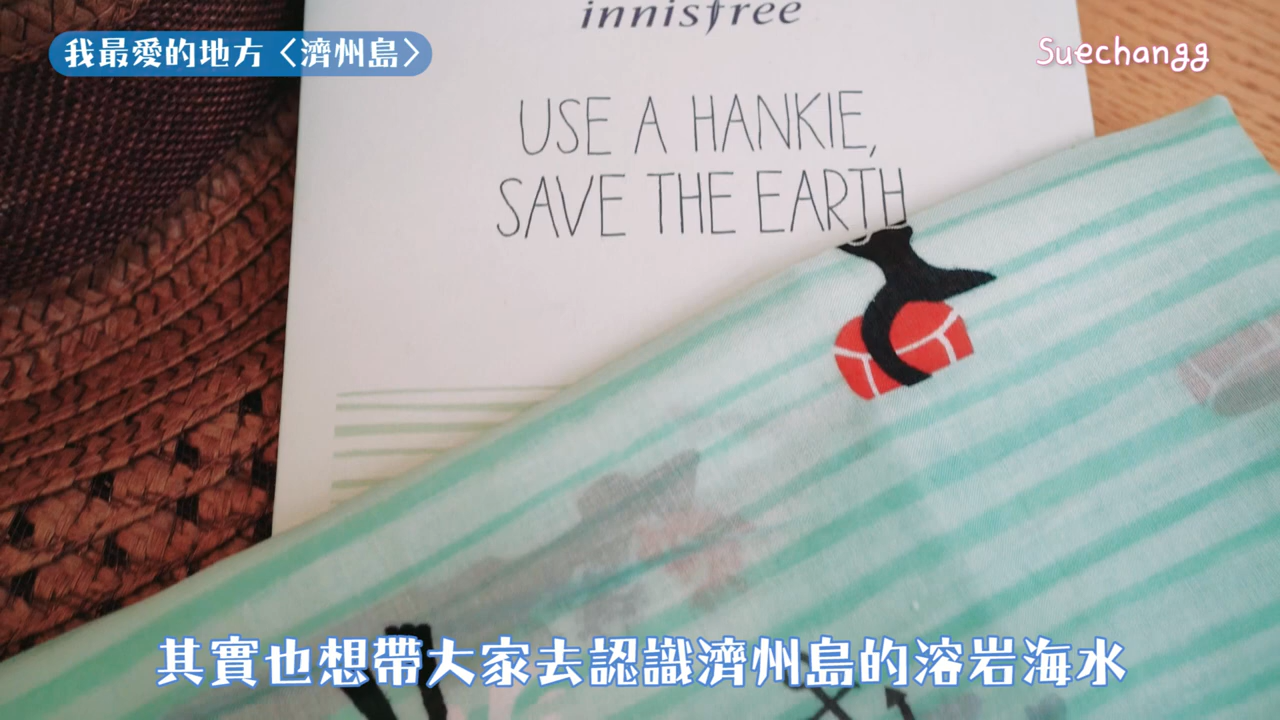 innisfree
我最愛的地方〈濟州島〉
Suechangg
USE A HANKIE,
SAVE THE EARTH
其實也想帶大家去認識濟州島的溶岩海水